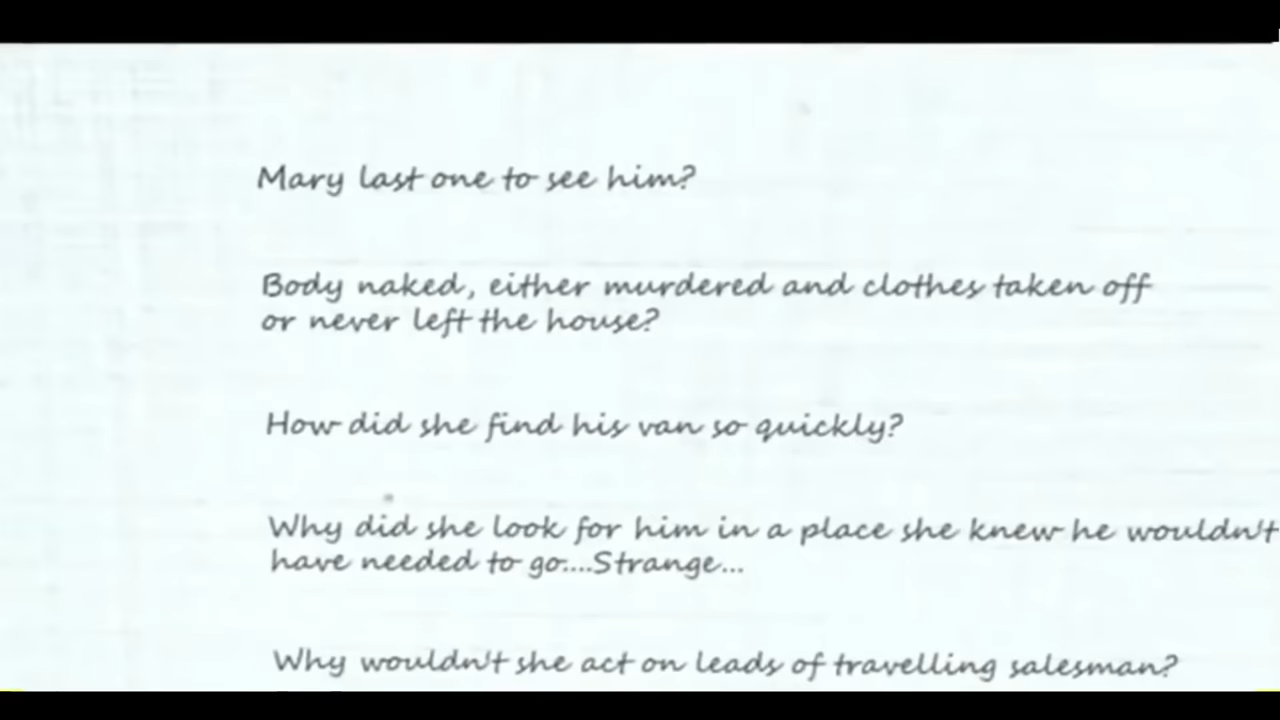 Mary last one to see him?
Body naked, either murdered and clothes taken off
or never left the house?
How did she find his van so quickly?
Why did she look for him in a place she knew he wouldn't
have needed to go....Strange...
Why wouldn't she act on leads of travelling salesman?